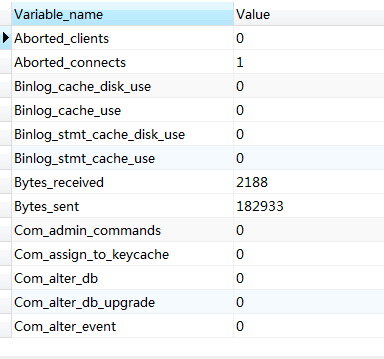 Variable_name Value
Aborted_clients 0
Aborted_connects 1
Binlog_cache_disk_use 0
Binlog_cache_use 0
Binlog_stmt_cache_disk_use 0
Binlog_stmt_cache_use 0
Bytes_received 2188
Bytes_sent 182933
Com_admin_commands 0
Com_assign_to_keycache 0
Com_alter_db 0
Com_alter_db_upgrade 0
Com_alter_event 0